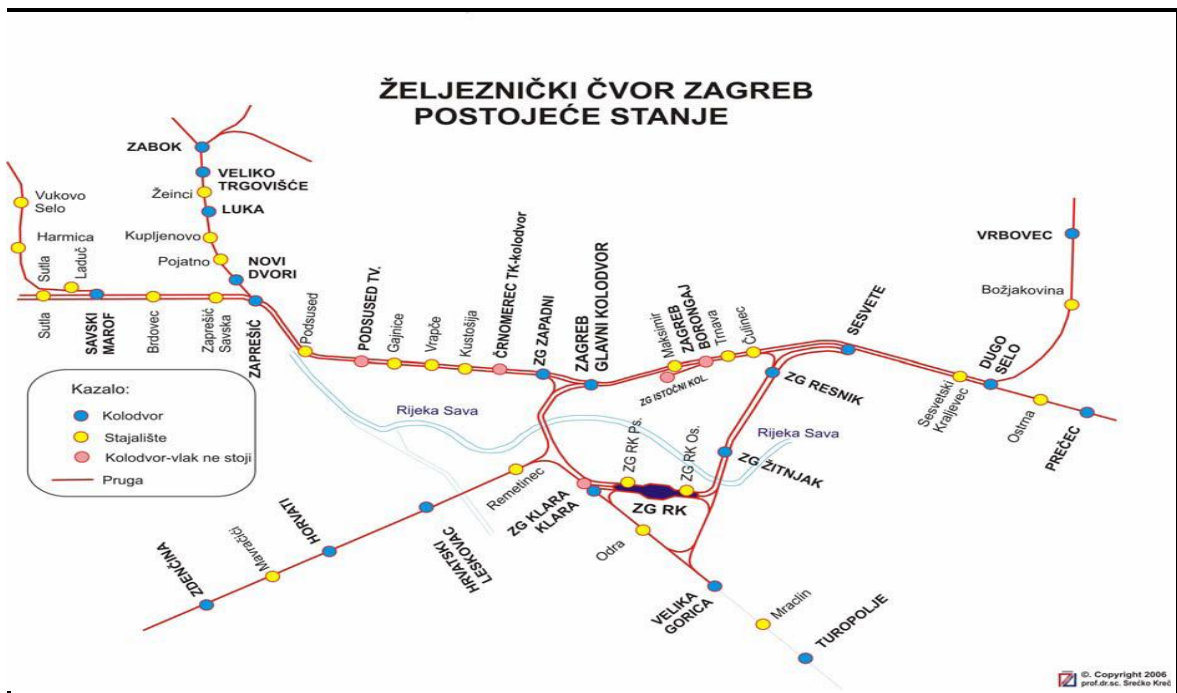 ŽELJEZNIČKI ČVOR ZAGREB
POSTOJEĆE STANJE
ZABOK
VELIKO
TRGOVIŠĆE
Žeinci
LUKA
Kupljenovo
Pojatno
NOVI
DVORI
Vukovo
Selo
Harmica
Sutla
Laduč
Sutla
SAVSKI
MAROF
Brdovec
Zaprešić
Savska
ZAPREŠIĆ
Podsused
PODSUSED TV.
Gajnice
Vrapče
Kustošija
ČRNOMEREC TK-kolodvor
ZG ZAPADNI
ZAGREB
GLAVNI KOLODVOR
Maksimir
ZAGREB
BORONGAJ
Trnava
Čulinec
ZG ISTOČNI KOL.
SESVETE
ZG RESNIK
VRBOVEC
Božjakovina
Sesvetski
Kraljevec
DUGO
SELO
Ostrna
PREČEC
Kazalo:
Kolodvor
Stajalište
Kolodvor-vlak ne stoji
Pruga
Rijeka Sava
Rijeka Sava
ZG RK Ps.
ZG RK Os.
ZG ŽITNJAK
ZG RK
Remetinec
ZG KLARA
KLARA
Odra
HRVATSKI
LESKOVAC
HORVATI
Mavračići
ZDENČINA
VELIKA
GORICA
Mraclin
TUROPOLJE
©. Copyright 2006
prof.dr.sc. Srećko Kreč